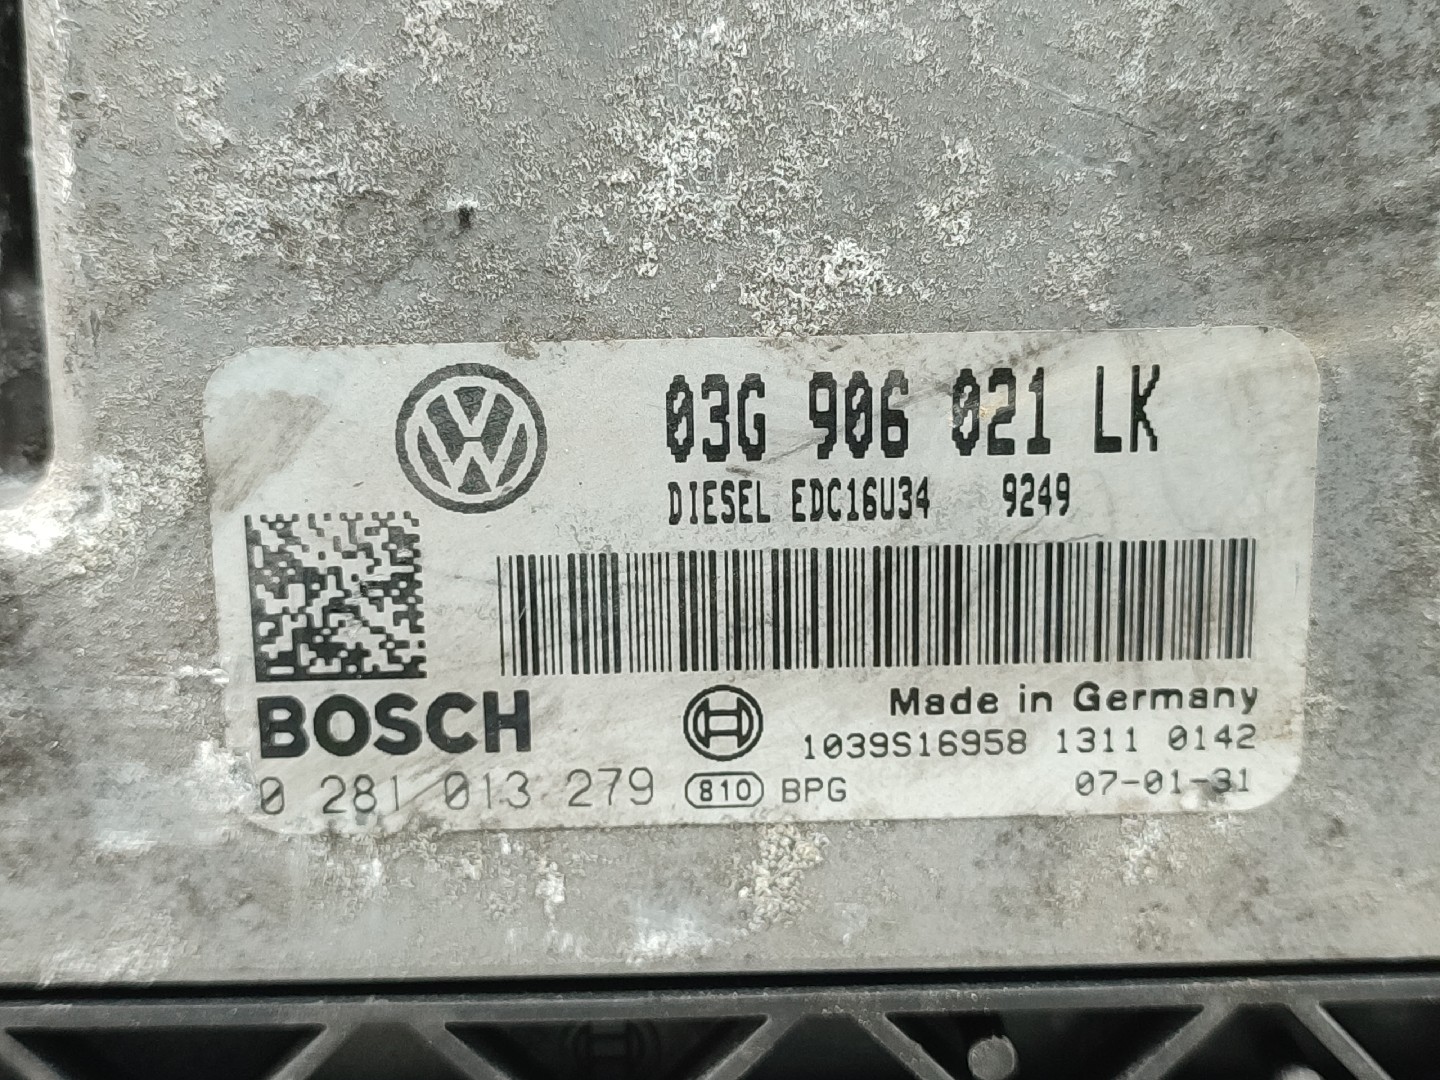 03G 906 021 LK
DIESEL EDC16U34 9249
BOSCH
Made in Germany
1039S16958 1311 0142
0 281 013 279 810 BPG 07-01-31